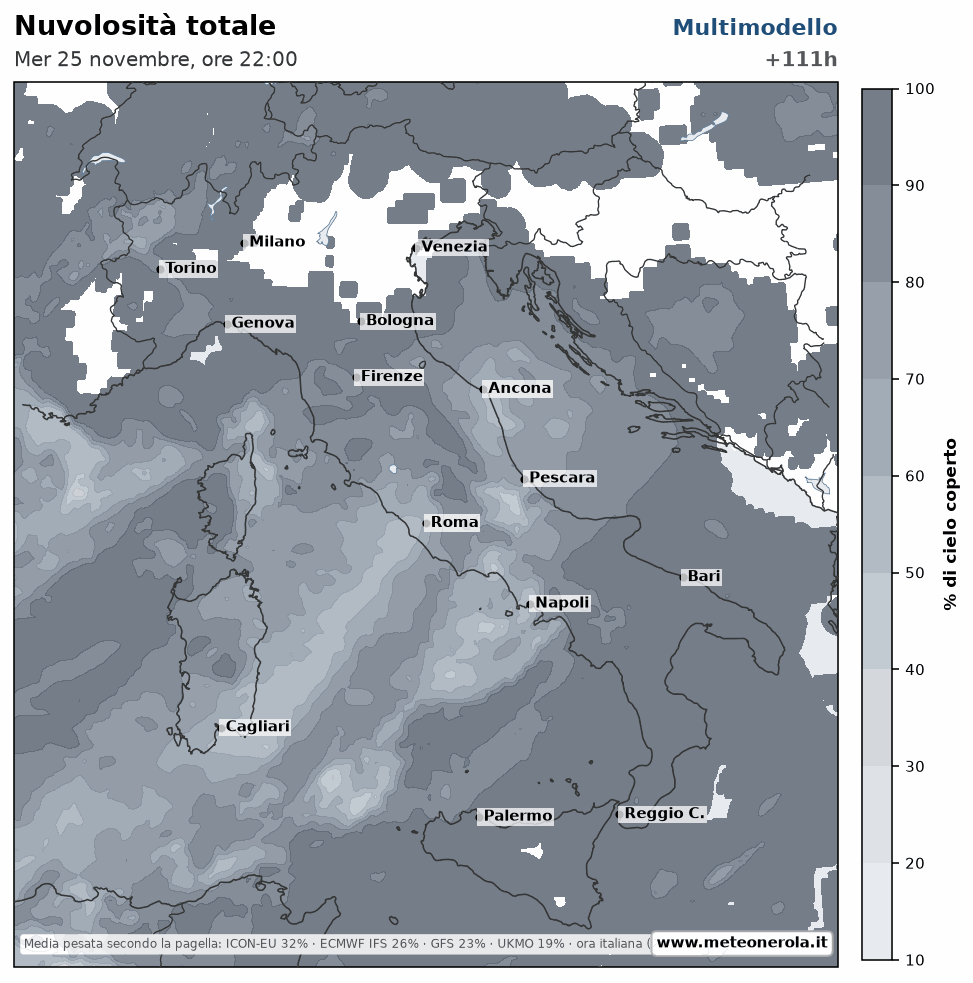 Nuvolosità totale
Multimodello
Mer 25 novembre, ore 22:00
+111h
100
90
80
70
60
50
40
30
20
10
% di cielo coperto
Milano
Venezia
Torino
Genova
Bologna
Firenze
Ancona
Pescara
Roma
Bari
Napoli
Cagliari
Palermo
Reggio C.
Media pesata secondo la pagella: ICON-EU 32% · ECMWF IFS 26% · GFS 23% · UKMO 19% · ora italiana (
www.meteonerola.it